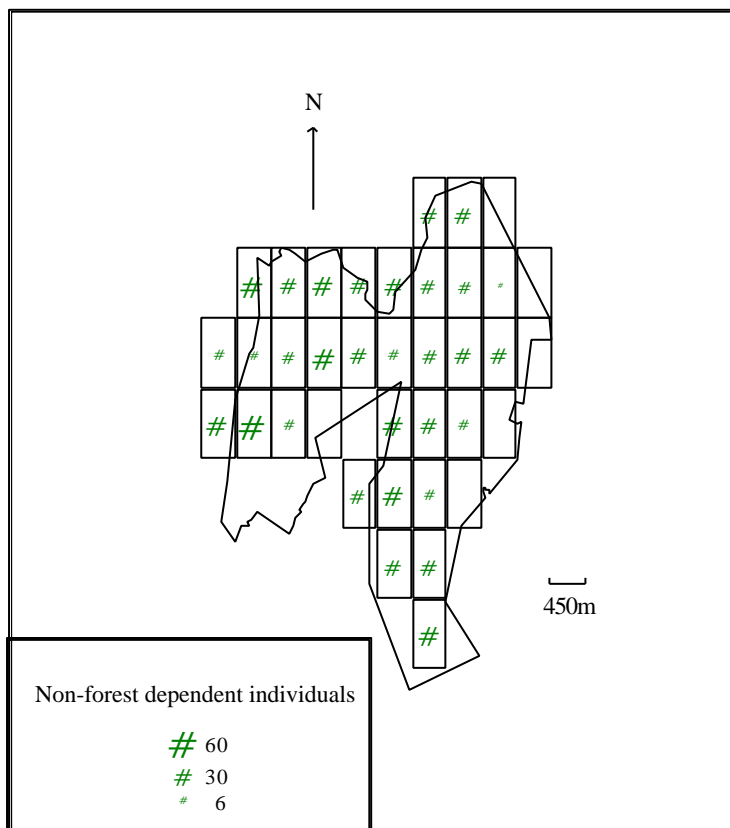 N
# #
# # # # # # # #
# # # # # # # # #
# # # # # #
# # #
# #
#
450m
Non-forest dependent individuals
# 60
# 30
# 6